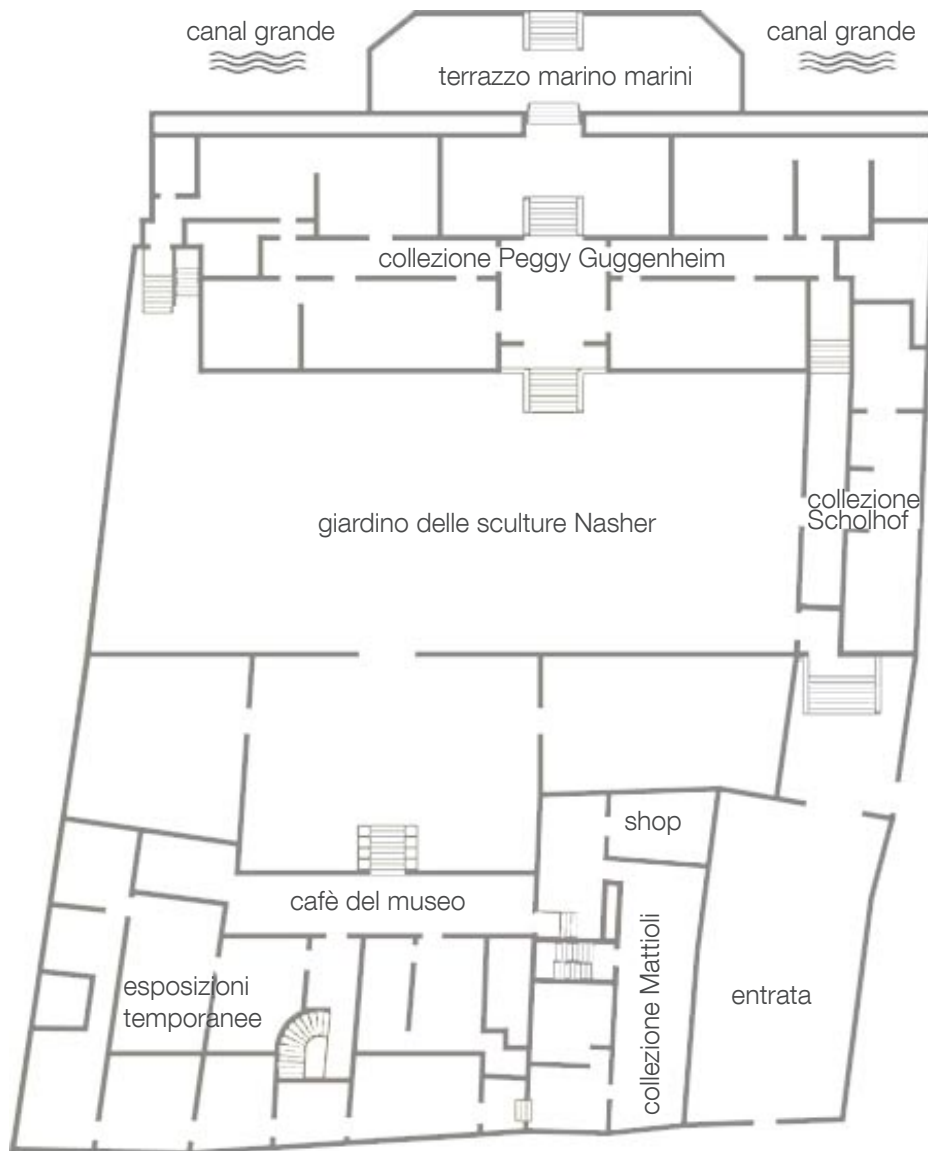 canal grande
canal grande
terrazzo marino marini
collezione Peggy Guggenheim
collezione
Scholhof
giardino delle sculture Nasher
shop
cafè del museo
collezione Mattioli
esposizioni
temporanee
entrata